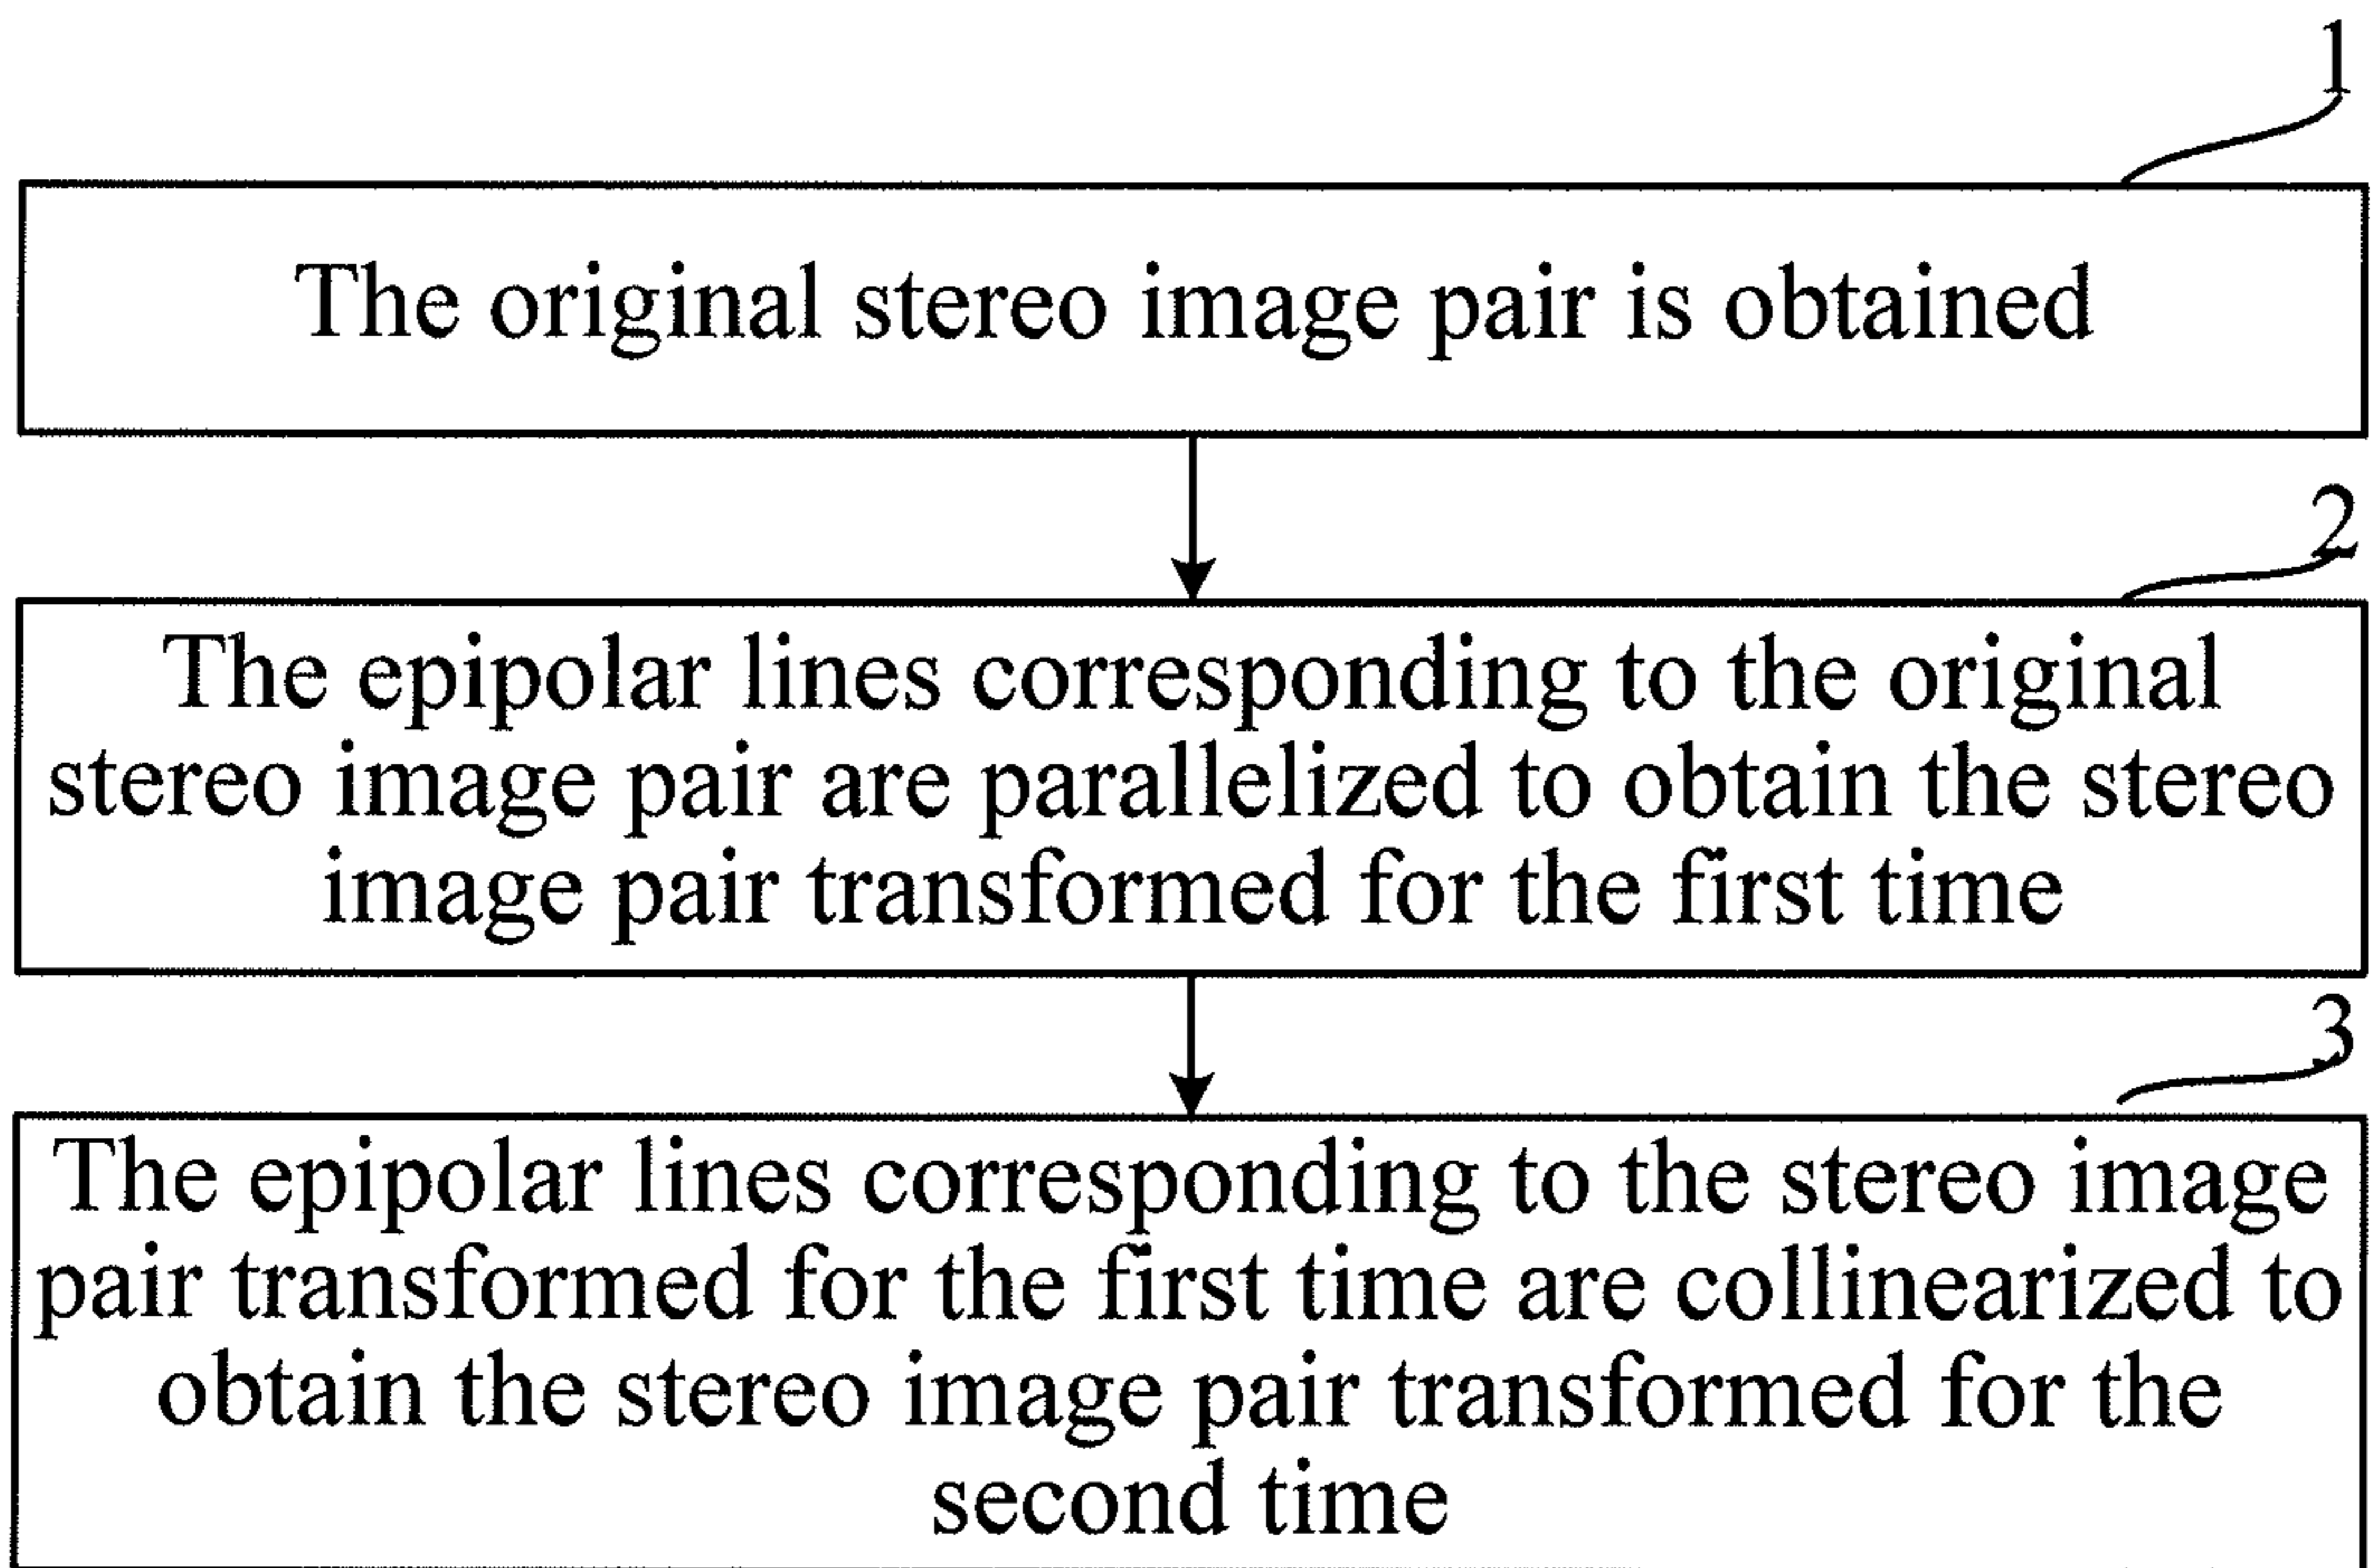 1
The original stereo image pair is obtained
2
The epipolar lines corresponding to the original
stereo image pair are parallelized to obtain the stereo
image pair transformed for the first time
3
The epipolar lines corresponding to the stereo image
pair transformed for the first time are collinearized to
obtain the stereo image pair transformed for the
second time